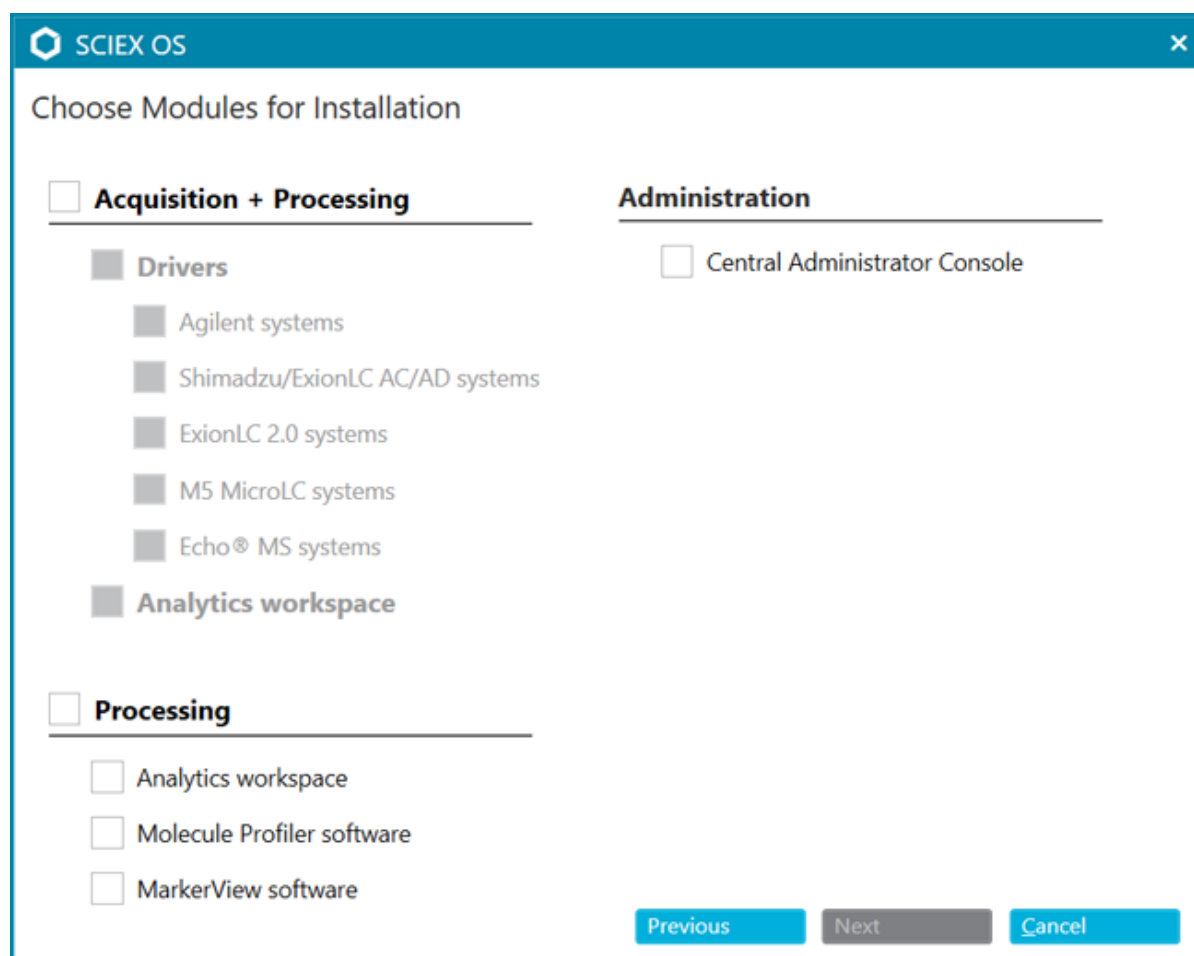 SCIEX OS
Choose Modules for Installation
Acquisition + Processing
Drivers
Agilent systems
Shimadzu/ExionLC AC/AD systems
ExionLC 2.0 systems
M5 MicroLC systems
Echo® MS systems
Analytics workspace
Processing
Analytics workspace
Molecule Profiler software
MarkerView software
Administration
Central Administrator Console
Previous
Next
Cancel